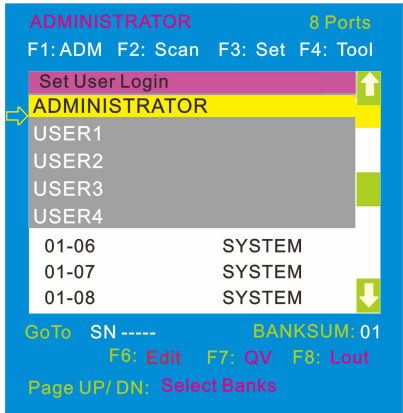 ADMINISTRATOR 8 Ports
F1: ADM F2: Scan F3: Set F4: Tool
Set User Login
ADMINISTRATOR
USER1
USER2
USER3
USER4
01-06 SYSTEM
01-07 SYSTEM
01-08 SYSTEM
GoTo SN ----- BANKSUM: 01
F6: Edit F7: QV F8: Lout
Page UP/ DN: Select Banks